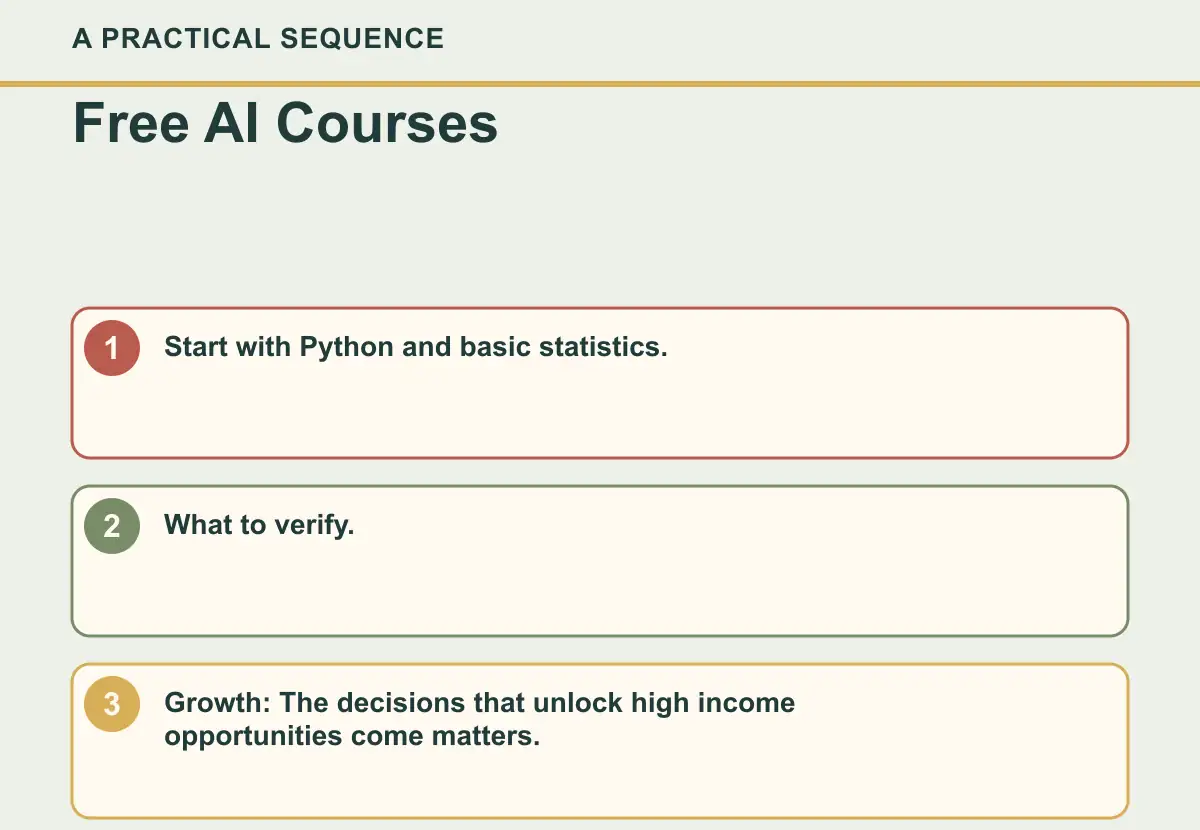 A PRACTICAL SEQUENCE
Free AI Courses
1
Start with Python and basic statistics.
2
What to verify.
3
Growth: The decisions that unlock high income
opportunities come matters.